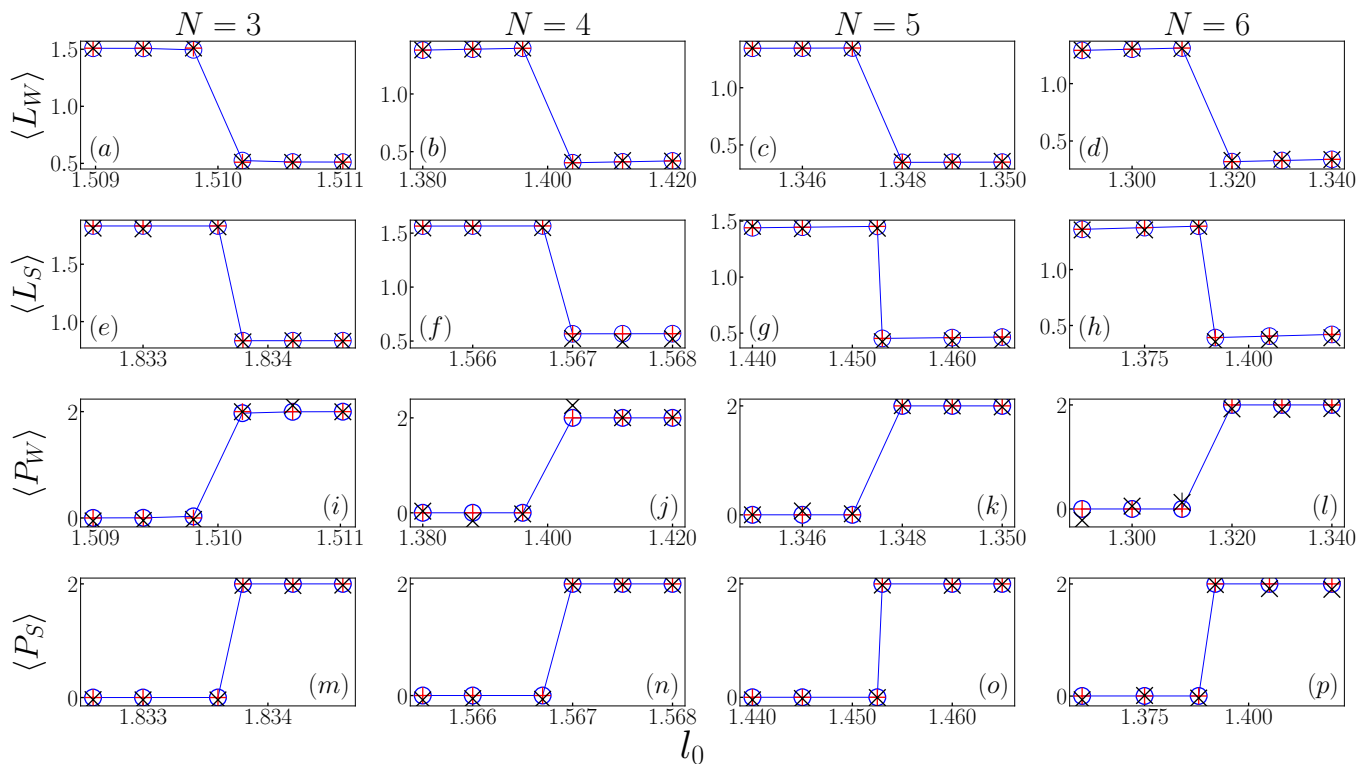 N = 3 N = 4 N = 5 N = 6
⟨L_W⟩
1.5 1.0 0.5 (a) 1.509 1.510 1.511
1.0 0.5 (b) 1.380 1.400 1.420
1.0 0.5 (c) 1.346 1.348 1.350
1.0 0.5 (d) 1.300 1.320 1.340
⟨L_S⟩
1.5 1.0 (e) 1.833 1.834
1.5 1.0 0.5 (f) 1.566 1.567 1.568
1.5 1.0 0.5 (g) 1.440 1.450 1.460
1.0 0.5 (h) 1.375 1.400
⟨P_W⟩
2 0 (i) 1.509 1.510 1.511
2 0 (j) 1.380 1.400 1.420
2 0 (k) 1.346 1.348 1.350
2 0 (l) 1.300 1.320 1.340
⟨P_S⟩
2 0 (m) 1.833 1.834
2 0 (n) 1.566 1.567 1.568
2 0 (o) 1.440 1.450 1.460
2 0 (p) 1.375 1.400
l_0